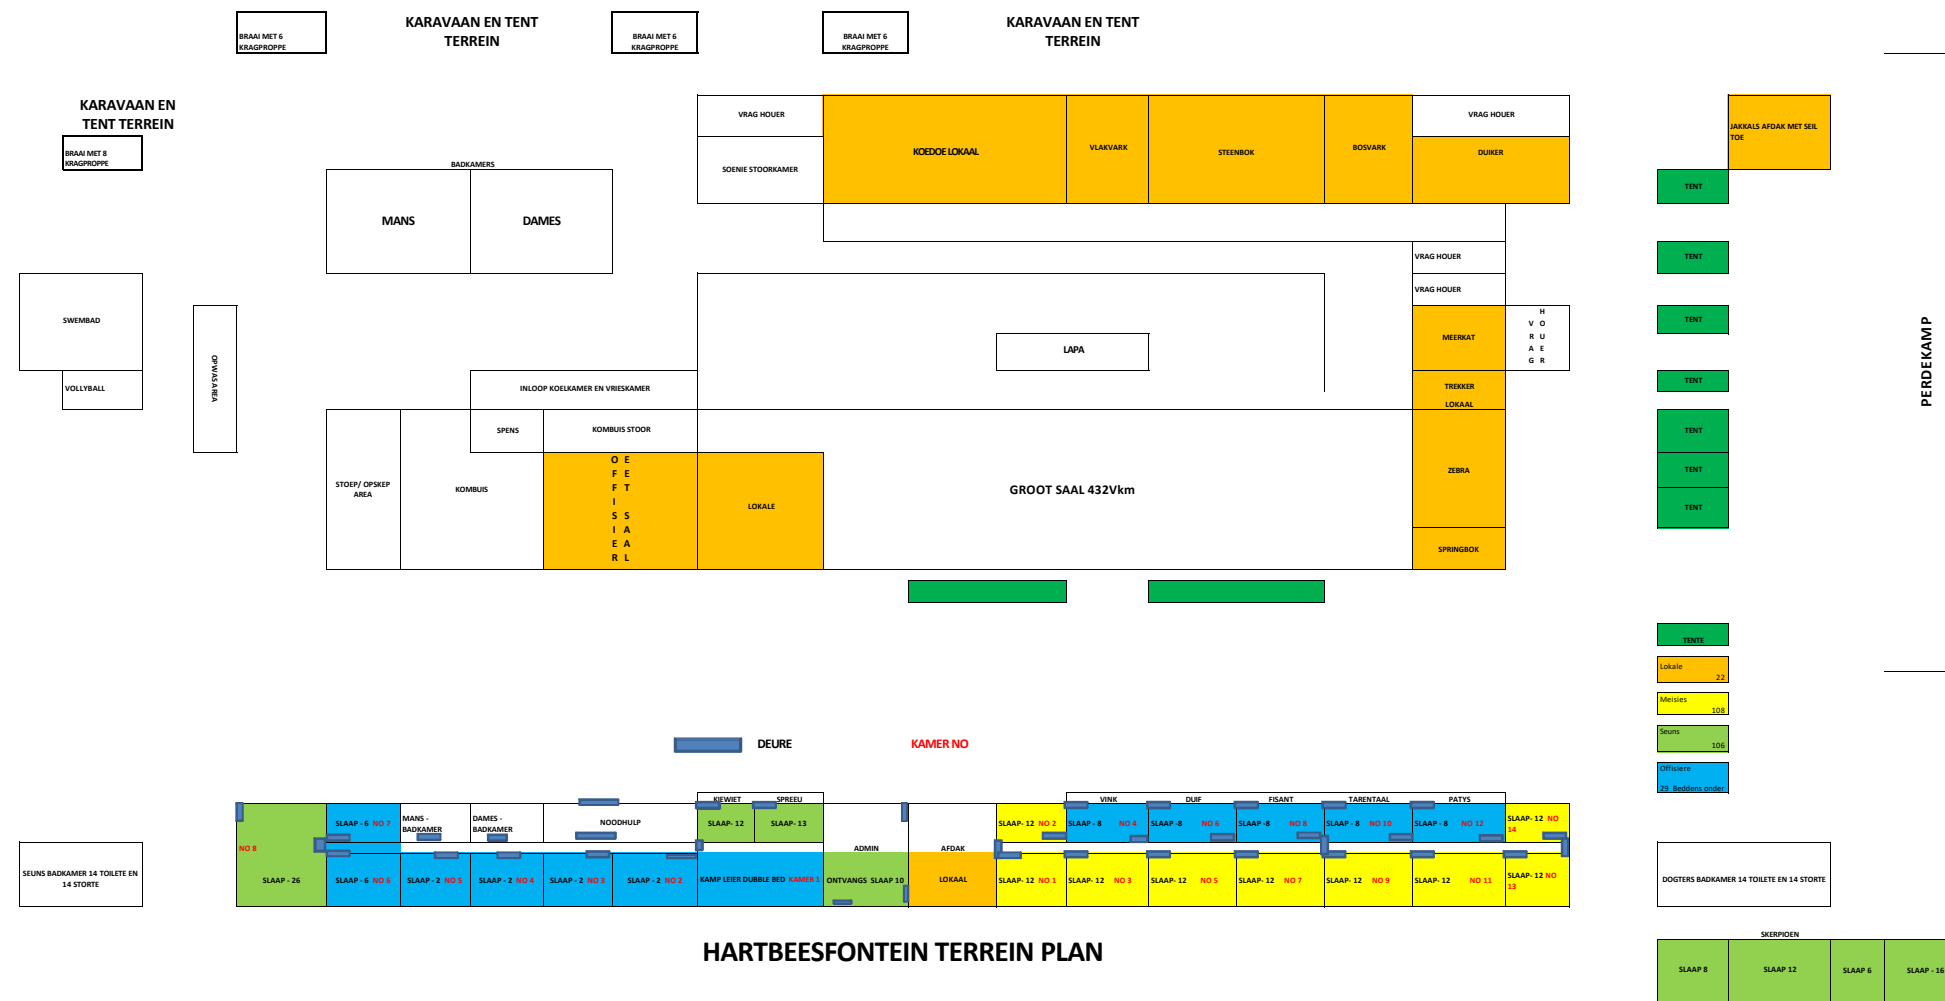 KARAVAAN EN TENT
TERREIN
KARAVAAN EN TENT
TERREIN
BRAAI MET 6
KRAGPROPPE
BRAAI MET 6
KRAGPROPPE
BRAAI MET 6
KRAGPROPPE
KARAVAAN EN
TENT TERREIN
BRAAI MET 8
KRAGPROPPE
VRAG HOUER
SOENIE STOORKAMER
KOEDOE LOKAAL
VLAKVARK
STEENBOK
BOSVARK
VRAG HOUER
DUIKER
JAKKALS AFDAK MET SEIL
TOE
BADKAMERS
MANS
DAMES
TENT
TENT
TENT
TENT
TENT
TENT
TENT
VRAG HOUER
VRAG HOUER
MEERKAT
VRAG
HOUER
TREKKER
LOKAAL
ZEBRA
SPRINGBOK
PERDEKAMP
SWEMBAD
VOLLYBALL
OPWAS AREA
LAPA
INLOOP KOELKAMER EN VRIESKAMER
SPENS
KOMBUIS STOOR
STOEP/ OPSKEP
AREA
KOMBUIS
OFFISIER
EET SAAL
LOKALE
GROOT SAAL 432Vkm
TENTE
Lokale
22
Meisies
108
Seuns
106
Offisiere
29 Beddens onder
DEURE
KAMER NO
KIEWIET
SPREEU
VINK
DUIF
FISANT
TARENTAAL
PATYS
SLAAP - 6 NO 7
MANS -
BADKAMER
DAMES -
BADKAMER
NOODHULP
SLAAP- 12
SLAAP- 13
SLAAP- 12 NO 2
SLAAP - 8 NO 4
SLAAP -8 NO 6
SLAAP -8 NO 8
SLAAP - 8 NO 10
SLAAP - 8 NO 12
SLAAP- 12 NO
14
NO 8
SLAAP - 26
ADMIN
AFDAK
SLAAP - 6 NO 6
SLAAP - 2 NO 5
SLAAP - 2 NO 4
SLAAP - 2 NO 3
SLAAP - 2 NO 2
KAMP LEIER DUBBLE BED KAMER 1
ONTVANGS SLAAP 10
LOKAAL
SLAAP- 12 NO 1
SLAAP- 12 NO 3
SLAAP- 12 NO 5
SLAAP- 12 NO 7
SLAAP- 12 NO 9
SLAAP- 12 NO 11
SLAAP- 12 NO
13
SEUNS BADKAMER 14 TOILETE EN
14 STORTE
DOGTERS BADKAMER 14 TOILETE EN 14 STORTE
HARTBEESFONTEIN TERREIN PLAN
SKERPIOEN
SLAAP 8
SLAAP 12
SLAAP 6
SLAAP - 16